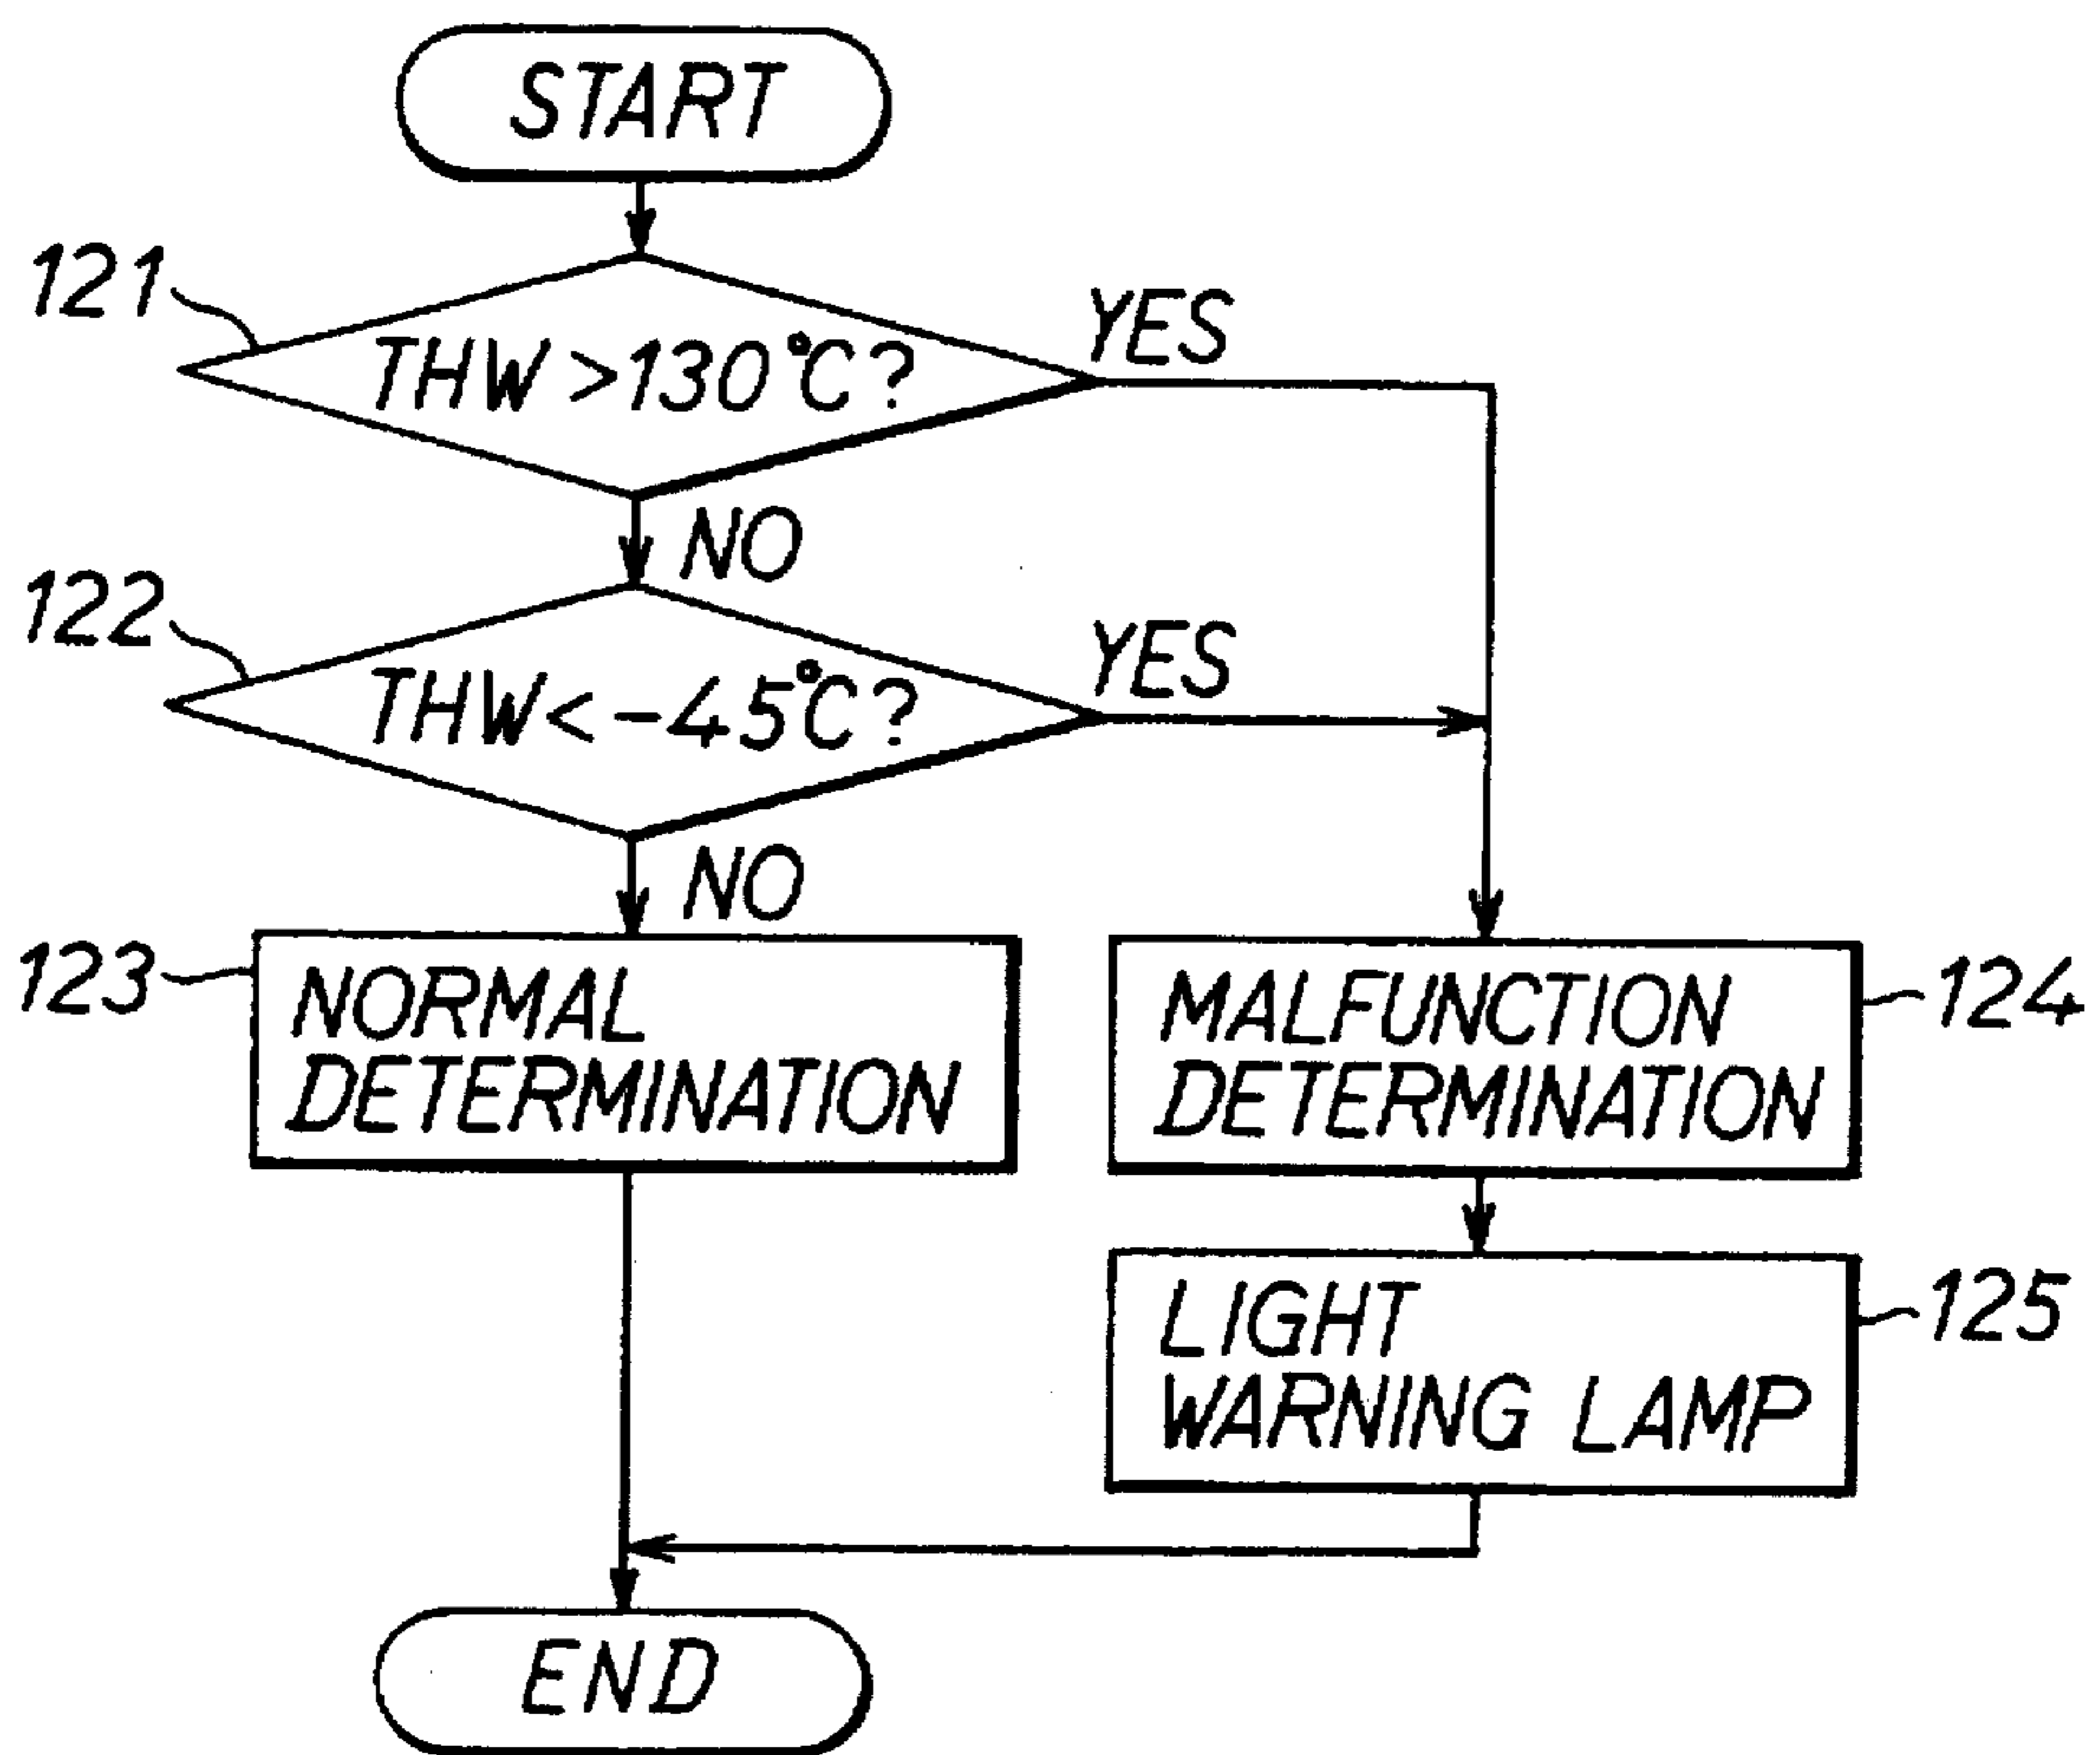 START
121
THW>130°C?
YES
NO
122
THW<-45°C?
YES
NO
123
NORMAL
DETERMINATION
MALFUNCTION
DETERMINATION
124
LIGHT
WARNING LAMP
125
END